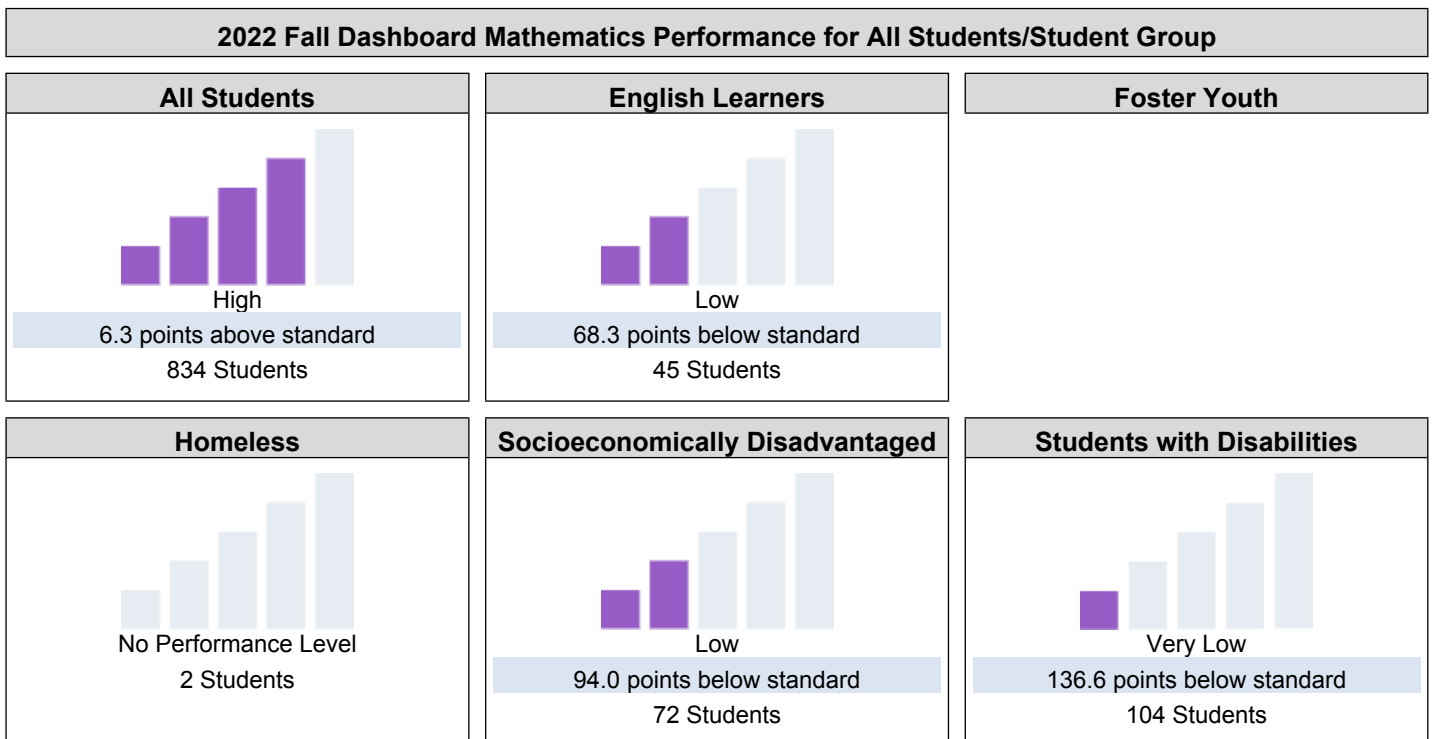 2022 Fall Dashboard Mathematics Performance for All Students/Student Group
All Students
High
6.3 points above standard
834 Students
English Learners
Low
68.3 points below standard
45 Students
Foster Youth
Homeless
No Performance Level
2 Students
Socioeconomically Disadvantaged
Low
94.0 points below standard
72 Students
Students with Disabilities
Very Low
136.6 points below standard
104 Students